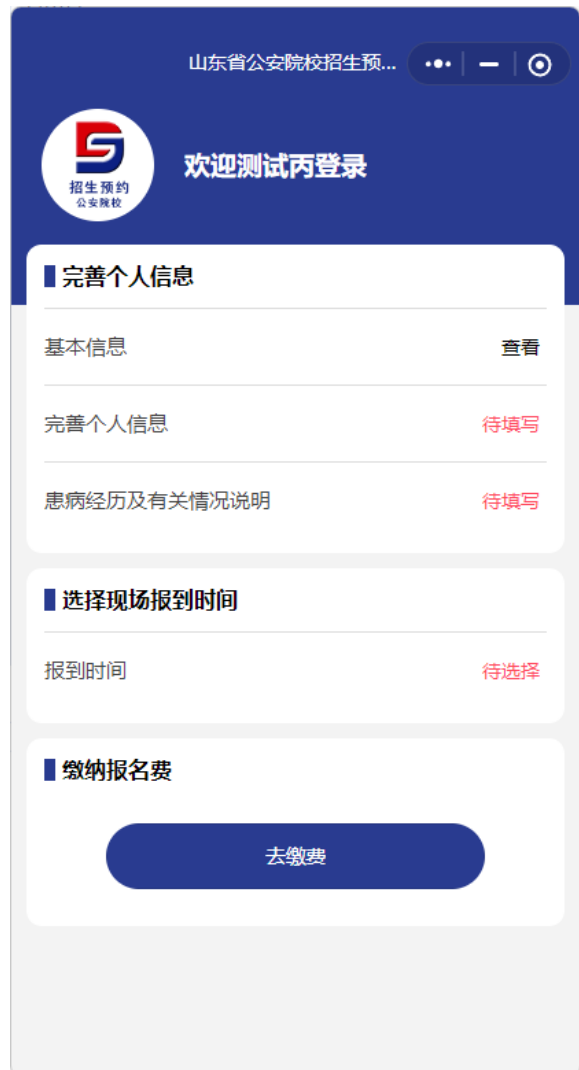 山东省公安院校招生预...
招生预约
公安院校
欢迎测试丙登录
完善个人信息
基本信息 查看
完善个人信息 待填写
患病经历及有关情况说明 待填写
选择现场报到时间
报到时间 待选择
缴纳报名费
去缴费